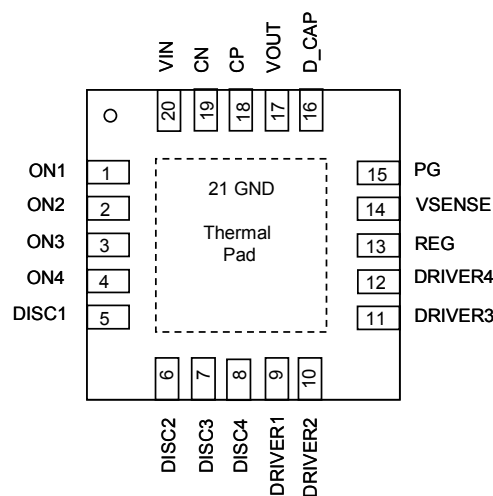 VIN
CN
CP
VOUT
D_CAP
20
19
18
17
16
ON1
1
ON2
2
ON3
3
ON4
4
DISC1
5
21 GND
Thermal
Pad
15
PG
14
VSENSE
13
REG
12
DRIVER4
11
DRIVER3
6
7
8
9
10
DISC2
DISC3
DISC4
DRIVER1
DRIVER2